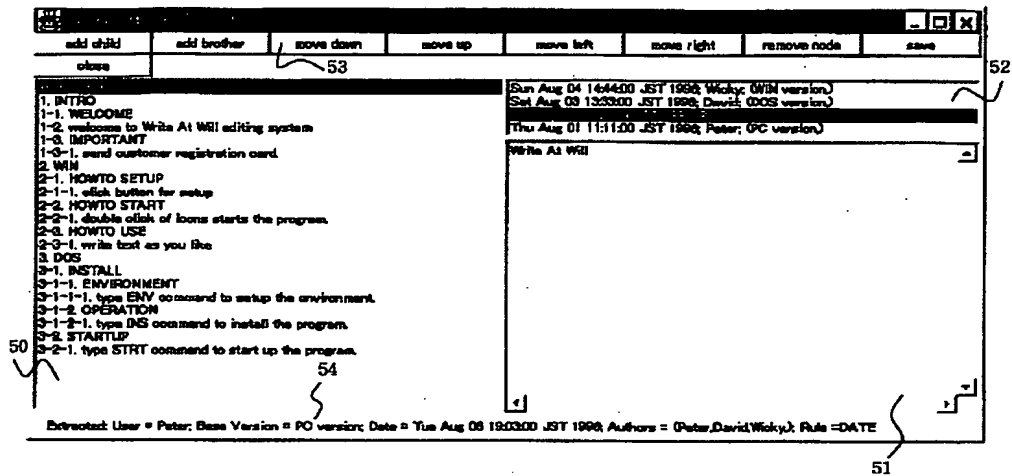 add child add brother move down move up move left move right remove node save
close
53
52
1. INTRO
1-1. WELCOME
1-2. welcome to Write At Will editing system
1-3. IMPORTANT
1-3-1. send customer registration card.
2. WIN
2-1. HOWTO SETUP
2-1-1. click button for setup
2-2. HOWTO START
2-2-1. double click of icons starts the program.
2-3. HOWTO USE
2-3-1. write text as you like
3. DOS
3-1. INSTALL
3-1-1. ENVIRONMENT
3-1-1-1. type ENV command to setup the environment.
3-1-2. OPERATION
3-1-2-1. type INS command to install the program.
3-2. STARTUP
3-2-1. type STRT command to start up the program.
Sun Aug 04 14:44:00 JST 1996; Wicky; (WIN version,)
Sat Aug 03 13:33:00 JST 1996; David; (DOS version,)
Thu Aug 01 11:11:00 JST 1996; Peter; (PC version,)
Write At Will
50
54
Extracted: User = Peter; Base Version = PC version; Date = Tue Aug 06 19:03:00 JST 1996; Authors = (Peter,David,Wicky,); Rule =DATE
51